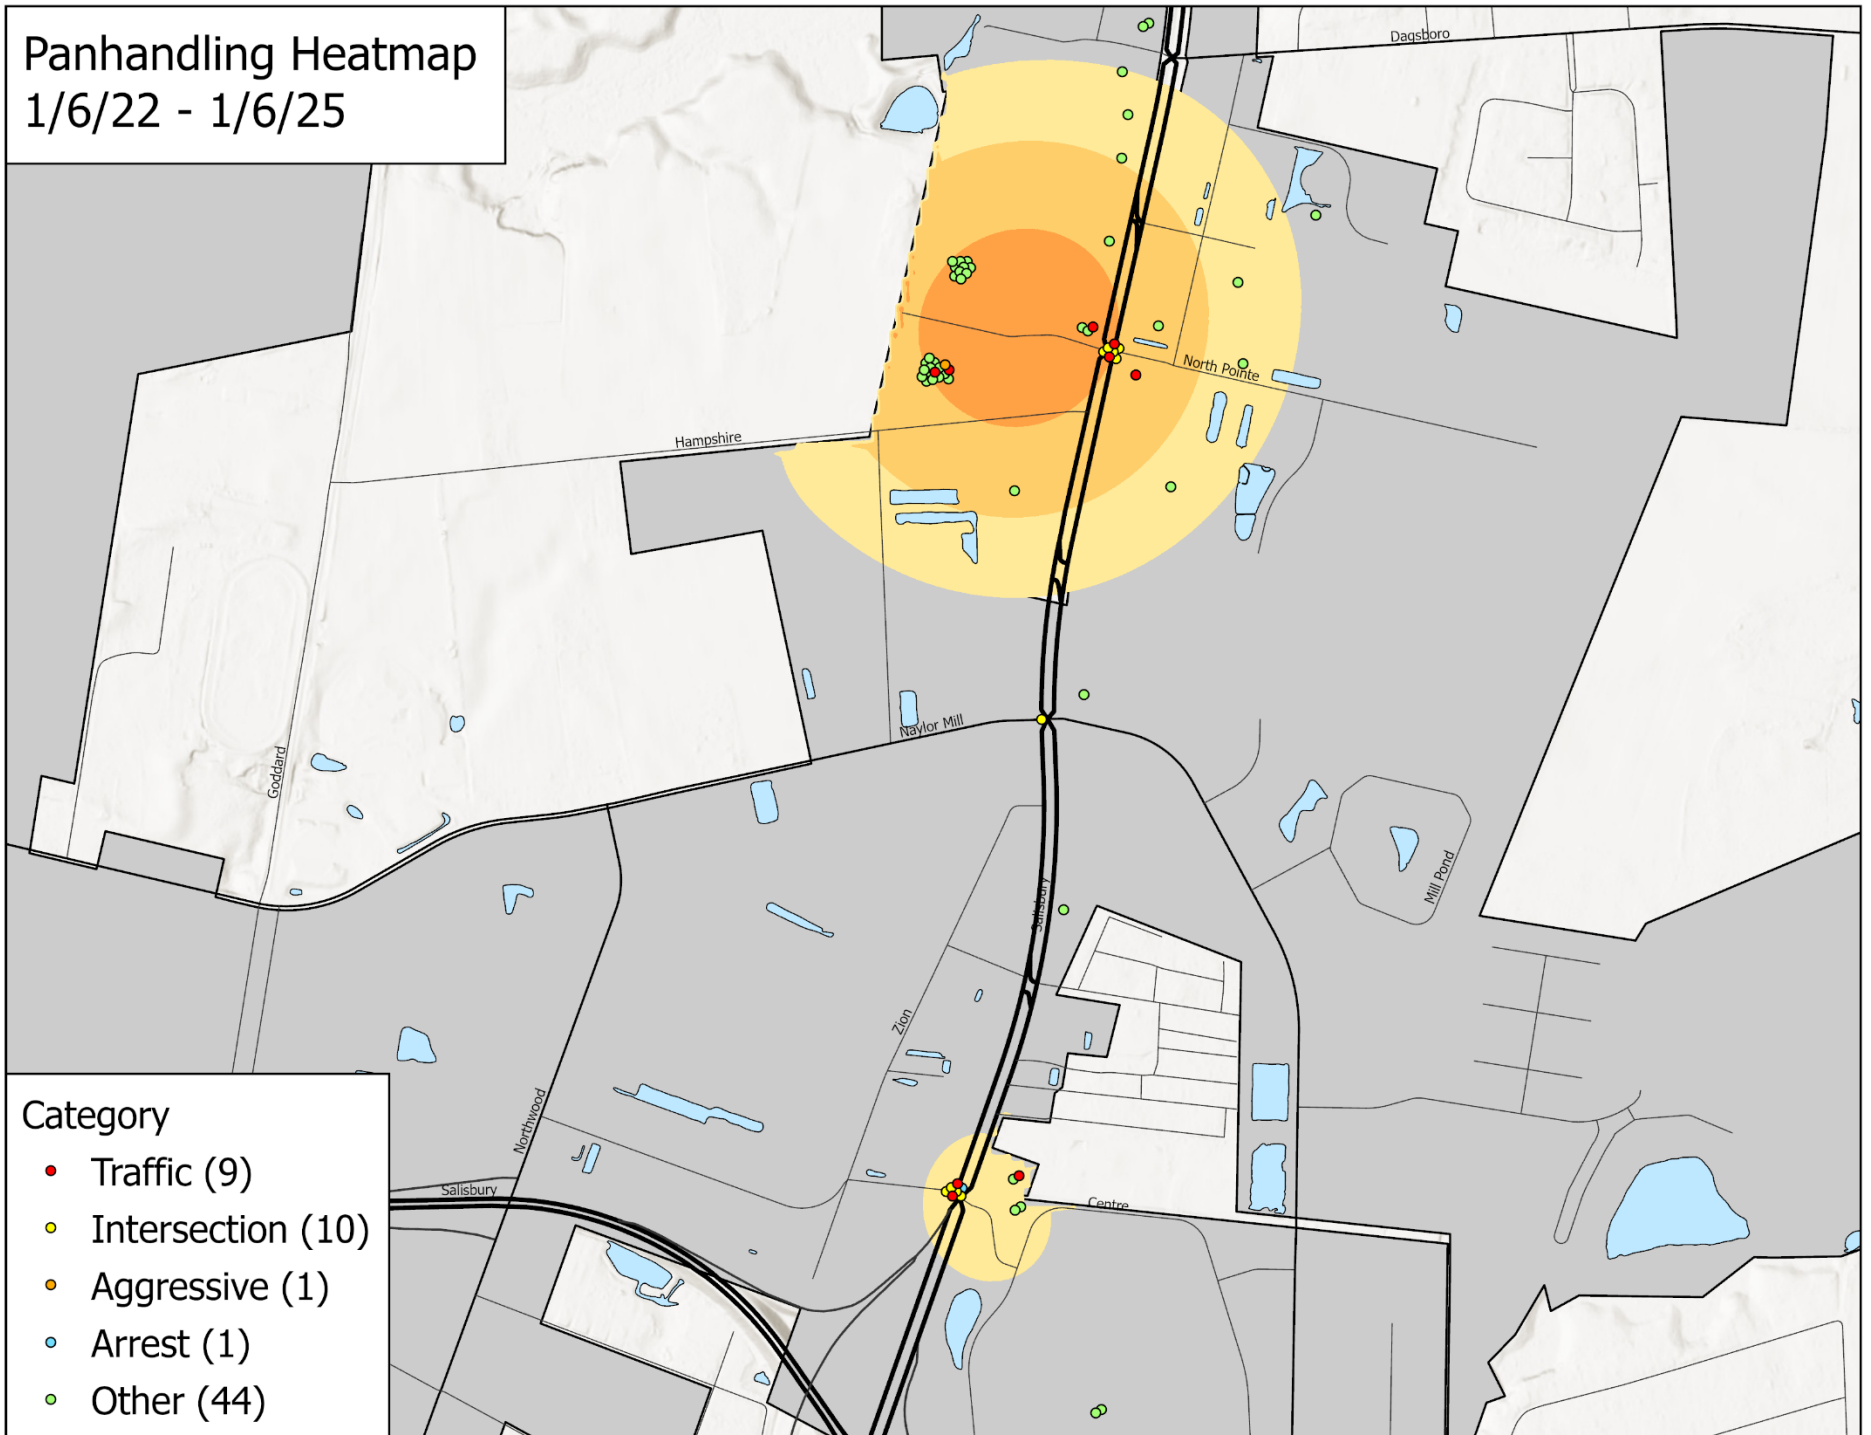 Panhandling Heatmap
1/6/22 - 1/6/25
Dagsboro
North Pointe
Hampshire
Naylor Mill
Goddard
Mill Pond
Salisbury
Zion
Northwood
Salisbury
Centre
Category
Traffic (9)
Intersection (10)
Aggressive (1)
Arrest (1)
Other (44)